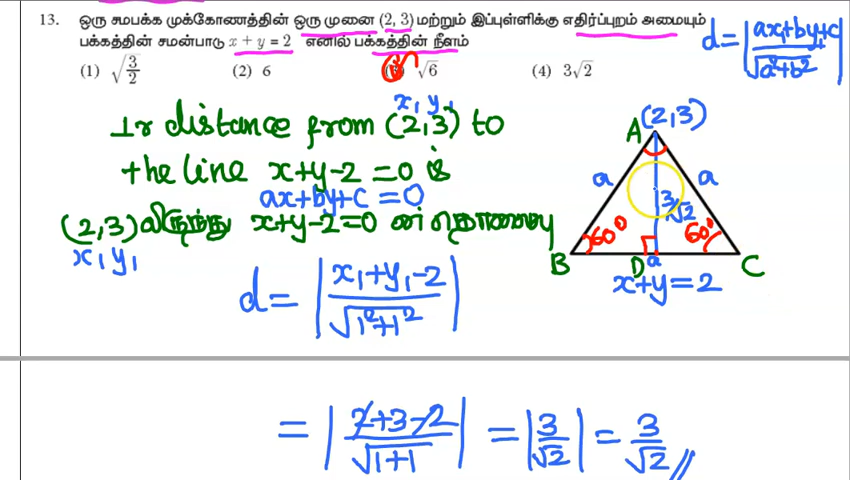 13. ஒரு சமபக்க முக்கோணத்தின் ஒரு முனை (2, 3) மற்றும் இப்புள்ளிக்கு எதிர்ப்புறம் அமையும்
பக்கத்தின் சமன்பாடு x + y = 2 எனில் பக்கத்தின் நீளம்
d = |ax₁+by₁+c / √a²+b²|
(1) √3/2 (2) 6 √6 (4) 3√2
x₁ y₁
⊥r distance from (2,3) to
the line x+y-2 =0 is
ax+by+c =0
(2,3) லிருந்து x+y-2=0 ன்
x₁ y₁
d = |x₁+y₁-2 / √1²+1²|
A (2,3)
a a
3/√2
60° 60°
B D a C
x+y=2
= |2+3-2 / √1+1| = |3/√2| = 3/√2 //